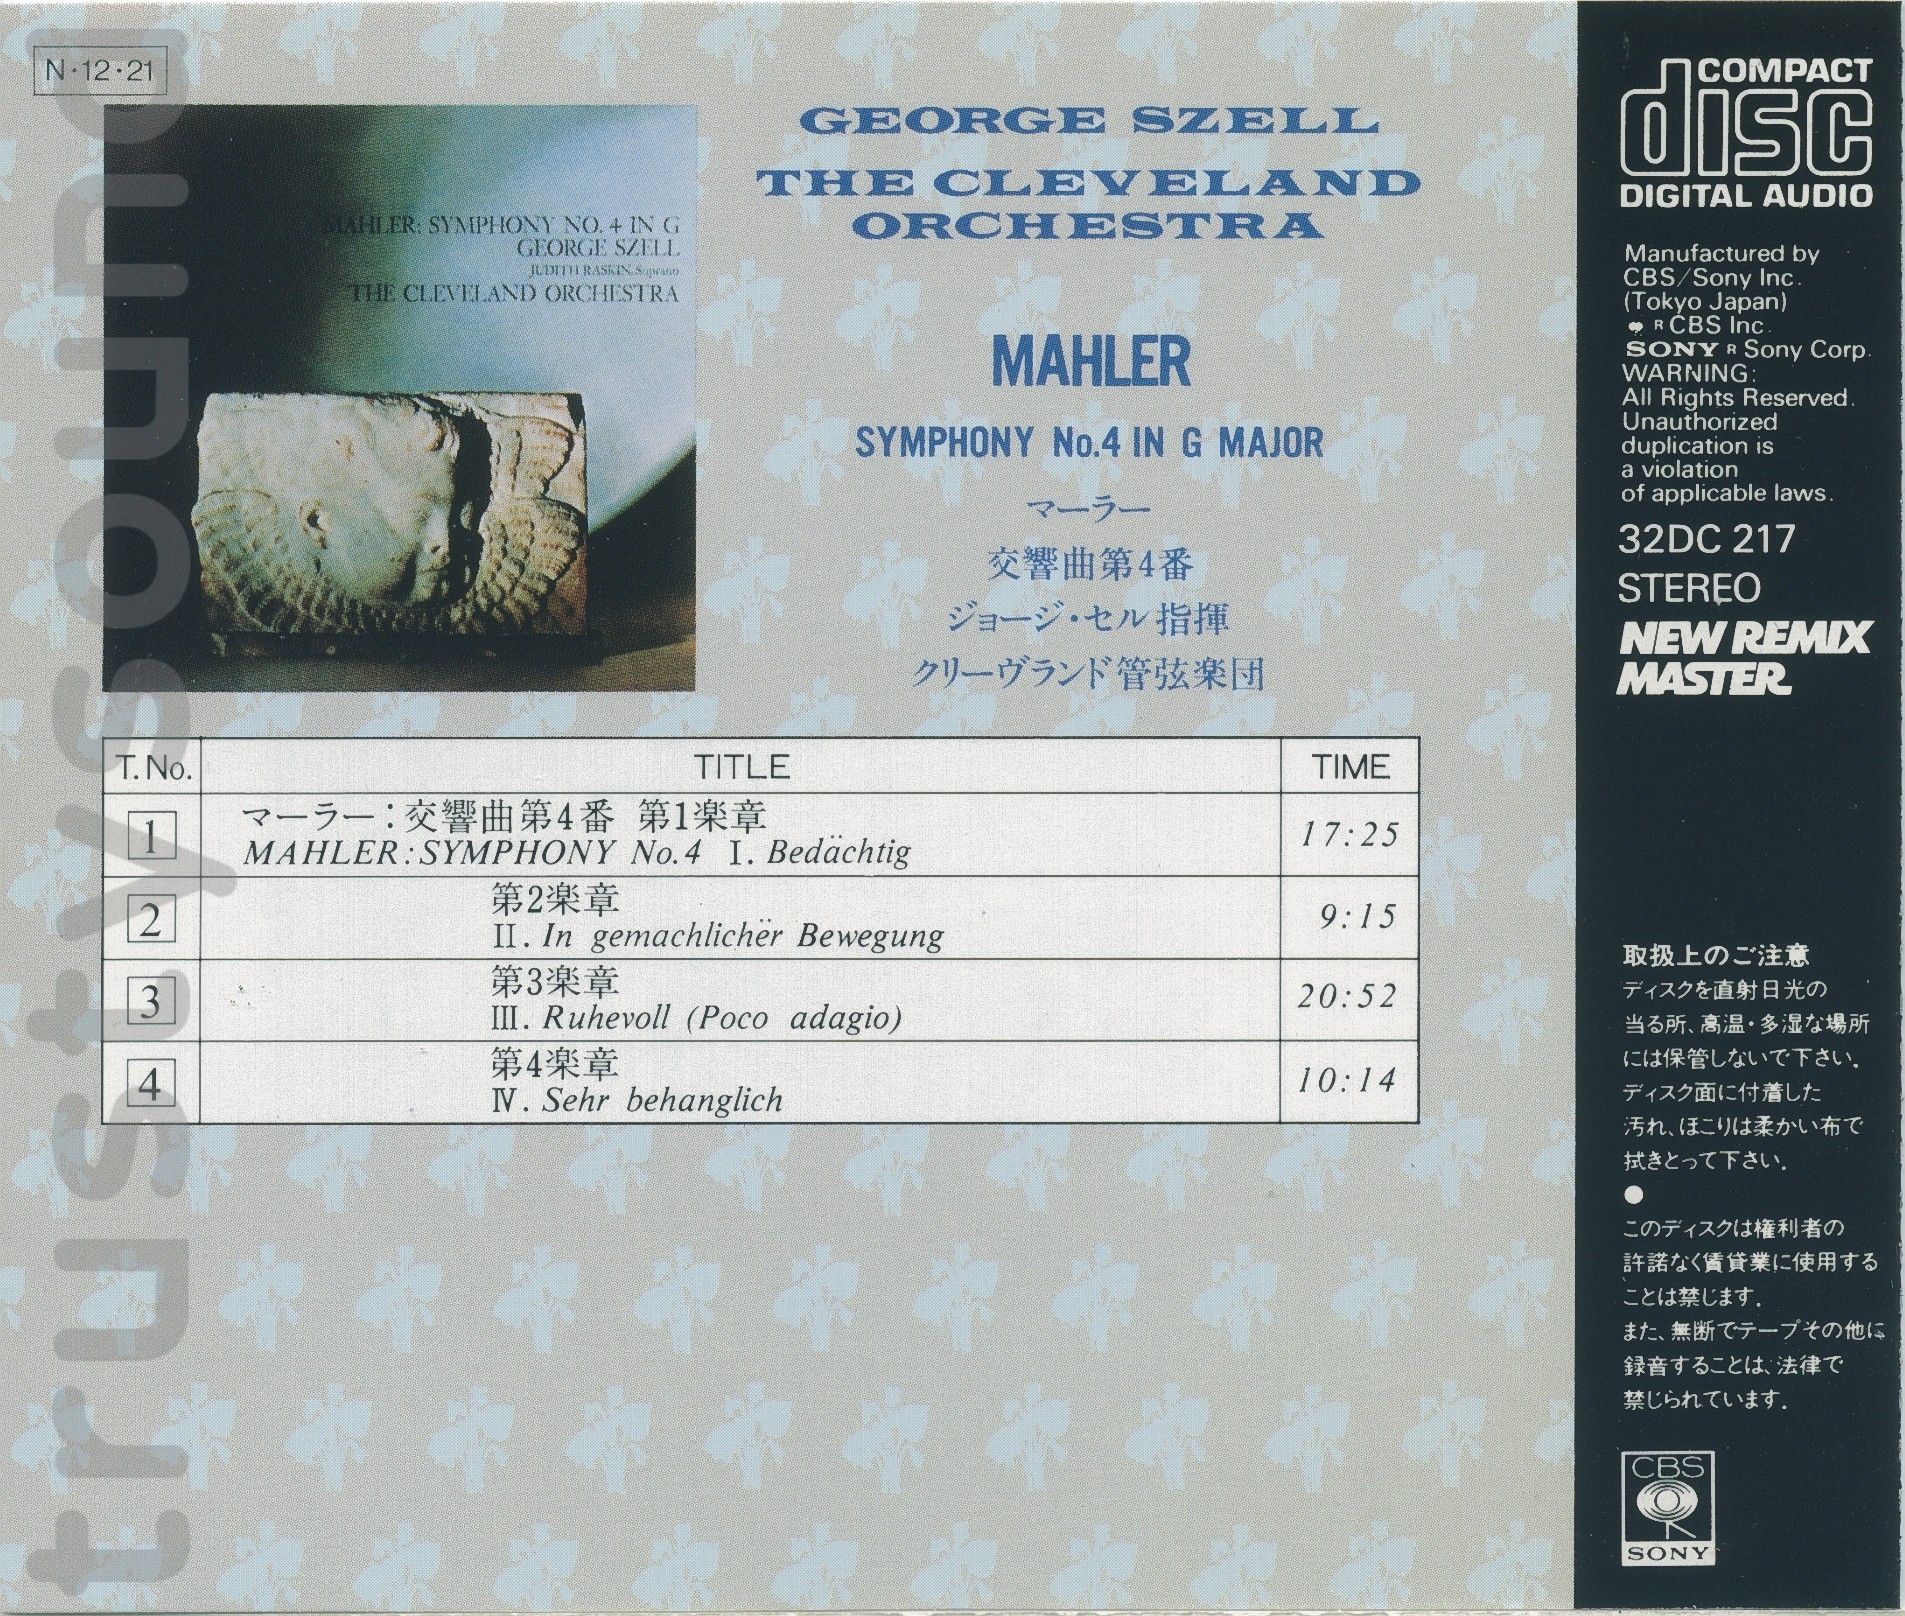 N·12·21
MAHLER: SYMPHONY NO. 4 IN G
GEORGE SZELL
JUDITH RASKIN, Soprano
THE CLEVELAND ORCHESTRA
GEORGE SZELL
THE CLEVELAND
ORCHESTRA
MAHLER
SYMPHONY No.4 IN G MAJOR
マーラー
交響曲第4番
ジョージ・セル指揮
クリーヴランド管弦楽団
T.No. TITLE TIME
1 マーラー：交響曲第4番 第1楽章
MAHLER:SYMPHONY No.4 I. Bedächtig 17:25
2 第2楽章
II. In gemachlichër Bewegung 9:15
3 第3楽章
III. Ruhevoll (Poco adagio) 20:52
4 第4楽章
IV. Sehr behanglich 10:14
COMPACT
disc
DIGITAL AUDIO
Manufactured by
CBS/Sony Inc.
(Tokyo Japan)
R CBS Inc.
SONY R Sony Corp.
WARNING:
All Rights Reserved.
Unauthorized
duplication is
a violation
of applicable laws.
32DC 217
STEREO
NEW REMIX
MASTER
取扱上のご注意
ディスクを直射日光の
当る所、高温・多湿な場所
には保管しないで下さい。
ディスク面に付着した
汚れ、ほこりは柔かい布で
拭きとって下さい。
●
このディスクは権利者の
許諾なく賃貸業に使用する
ことは禁じます。
また、無断でテープその他に
録音することは、法律で
禁じられています。
CBS
SONY
trustysound